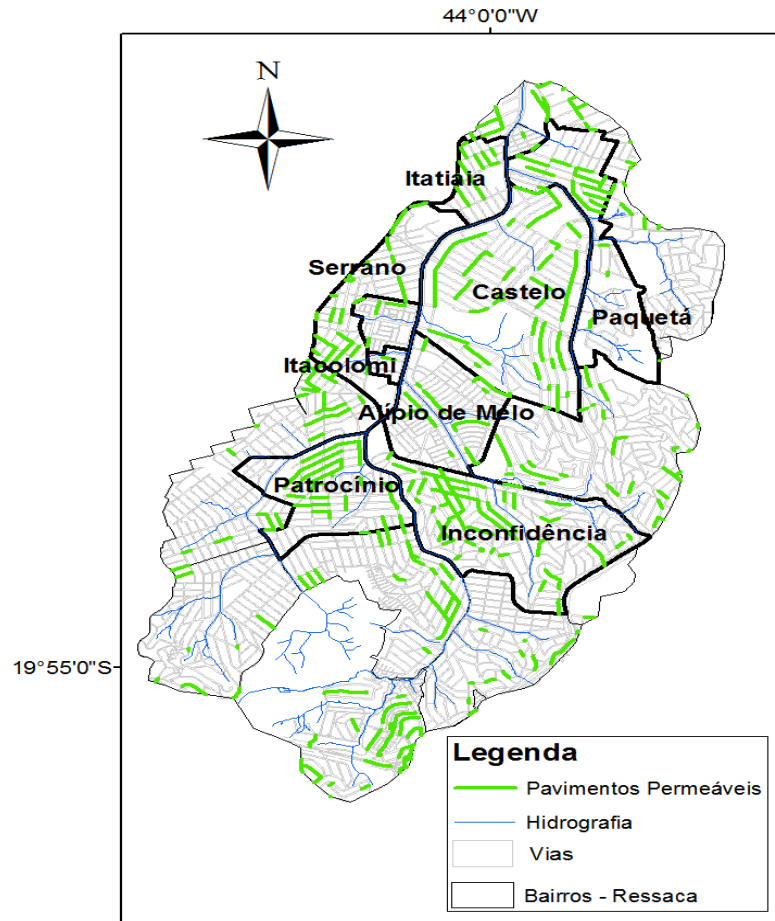 44°0'0"W
N
Itatiaia
Serrano
Castelo
Paquetá
Itacolomi
Alípio de Melo
Patrocínio
Inconfidência
19°55'0"S
Legenda
Pavimentos Permeáveis
Hidrografia
Vias
Bairros - Ressaca